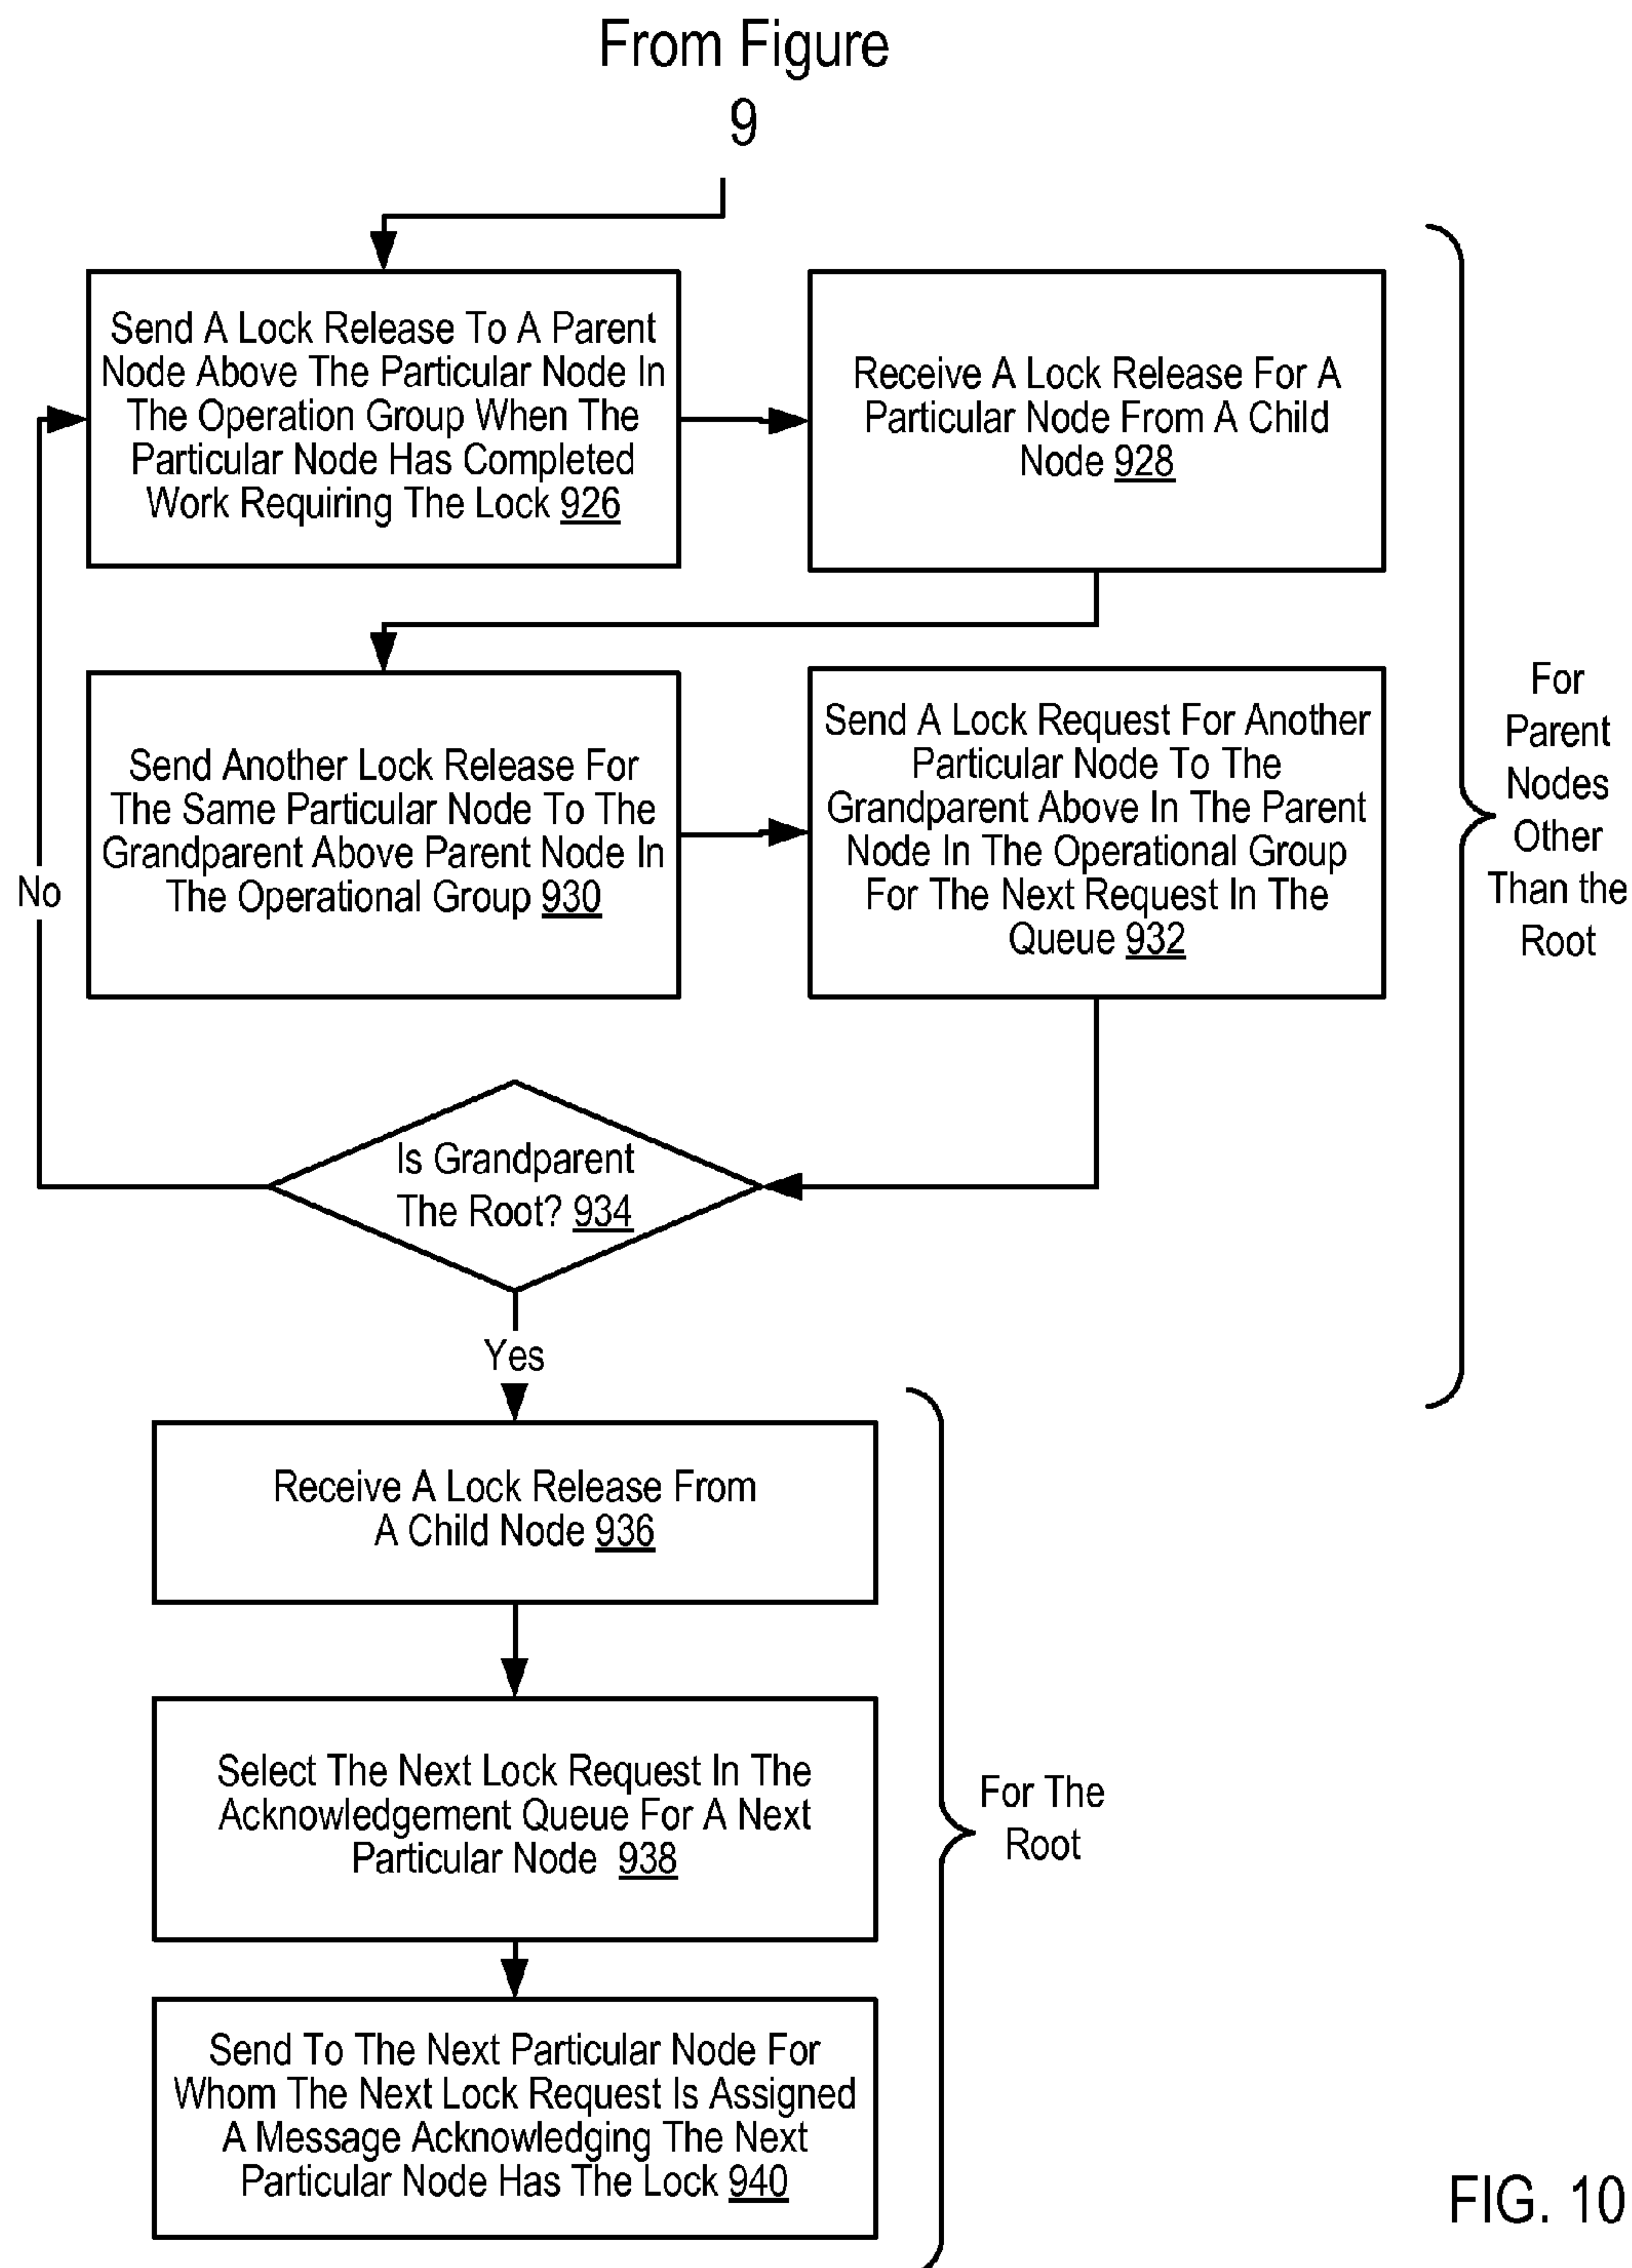 From Figure
9
Send A Lock Release To A Parent
Node Above The Particular Node In
The Operation Group When The
Particular Node Has Completed
Work Requiring The Lock 926
Receive A Lock Release For A
Particular Node From A Child
Node 928
Send Another Lock Release For
The Same Particular Node To The
Grandparent Above Parent Node In
The Operational Group 930
Send A Lock Request For Another
Particular Node To The
Grandparent Above In The Parent
Node In The Operational Group
For The Next Request In The
Queue 932
For
Parent
Nodes
Other
Than the
Root
No
Is Grandparent
The Root? 934
Yes
Receive A Lock Release From
A Child Node 936
Select The Next Lock Request In The
Acknowledgement Queue For A Next
Particular Node 938
For The
Root
Send To The Next Particular Node For
Whom The Next Lock Request Is Assigned
A Message Acknowledging The Next
Particular Node Has The Lock 940
FIG. 10